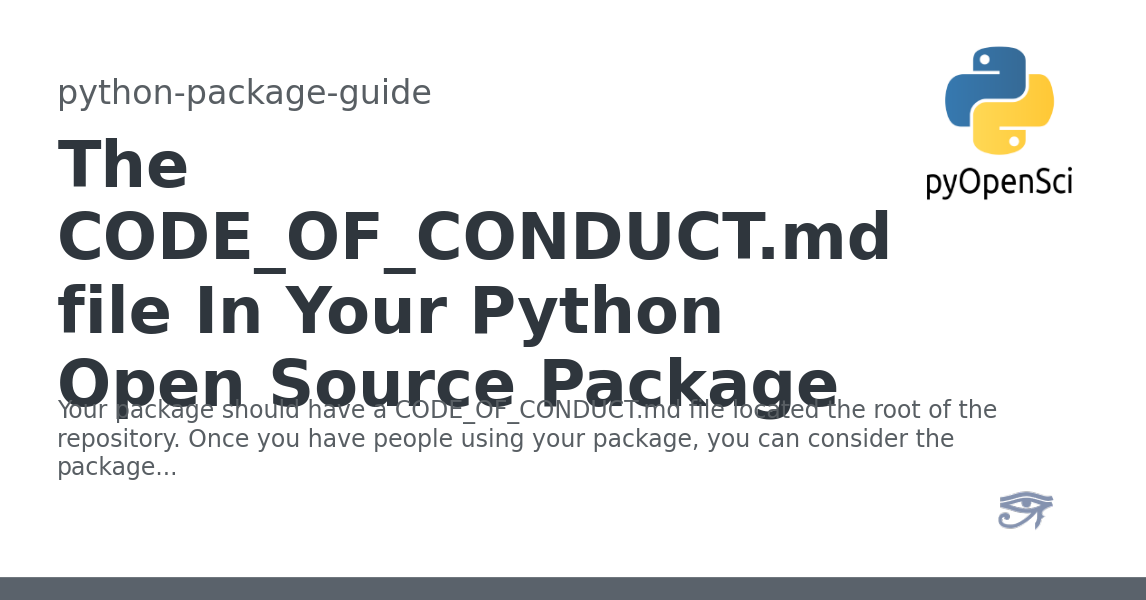 python-package-guide
pyOpenSci
The
CODE_OF_CONDUCT.md
file In Your Python
Open Source Package
Your package should have a CODE_OF_CONDUCT.md file located the root of the
repository. Once you have people using your package, you can consider the
package...